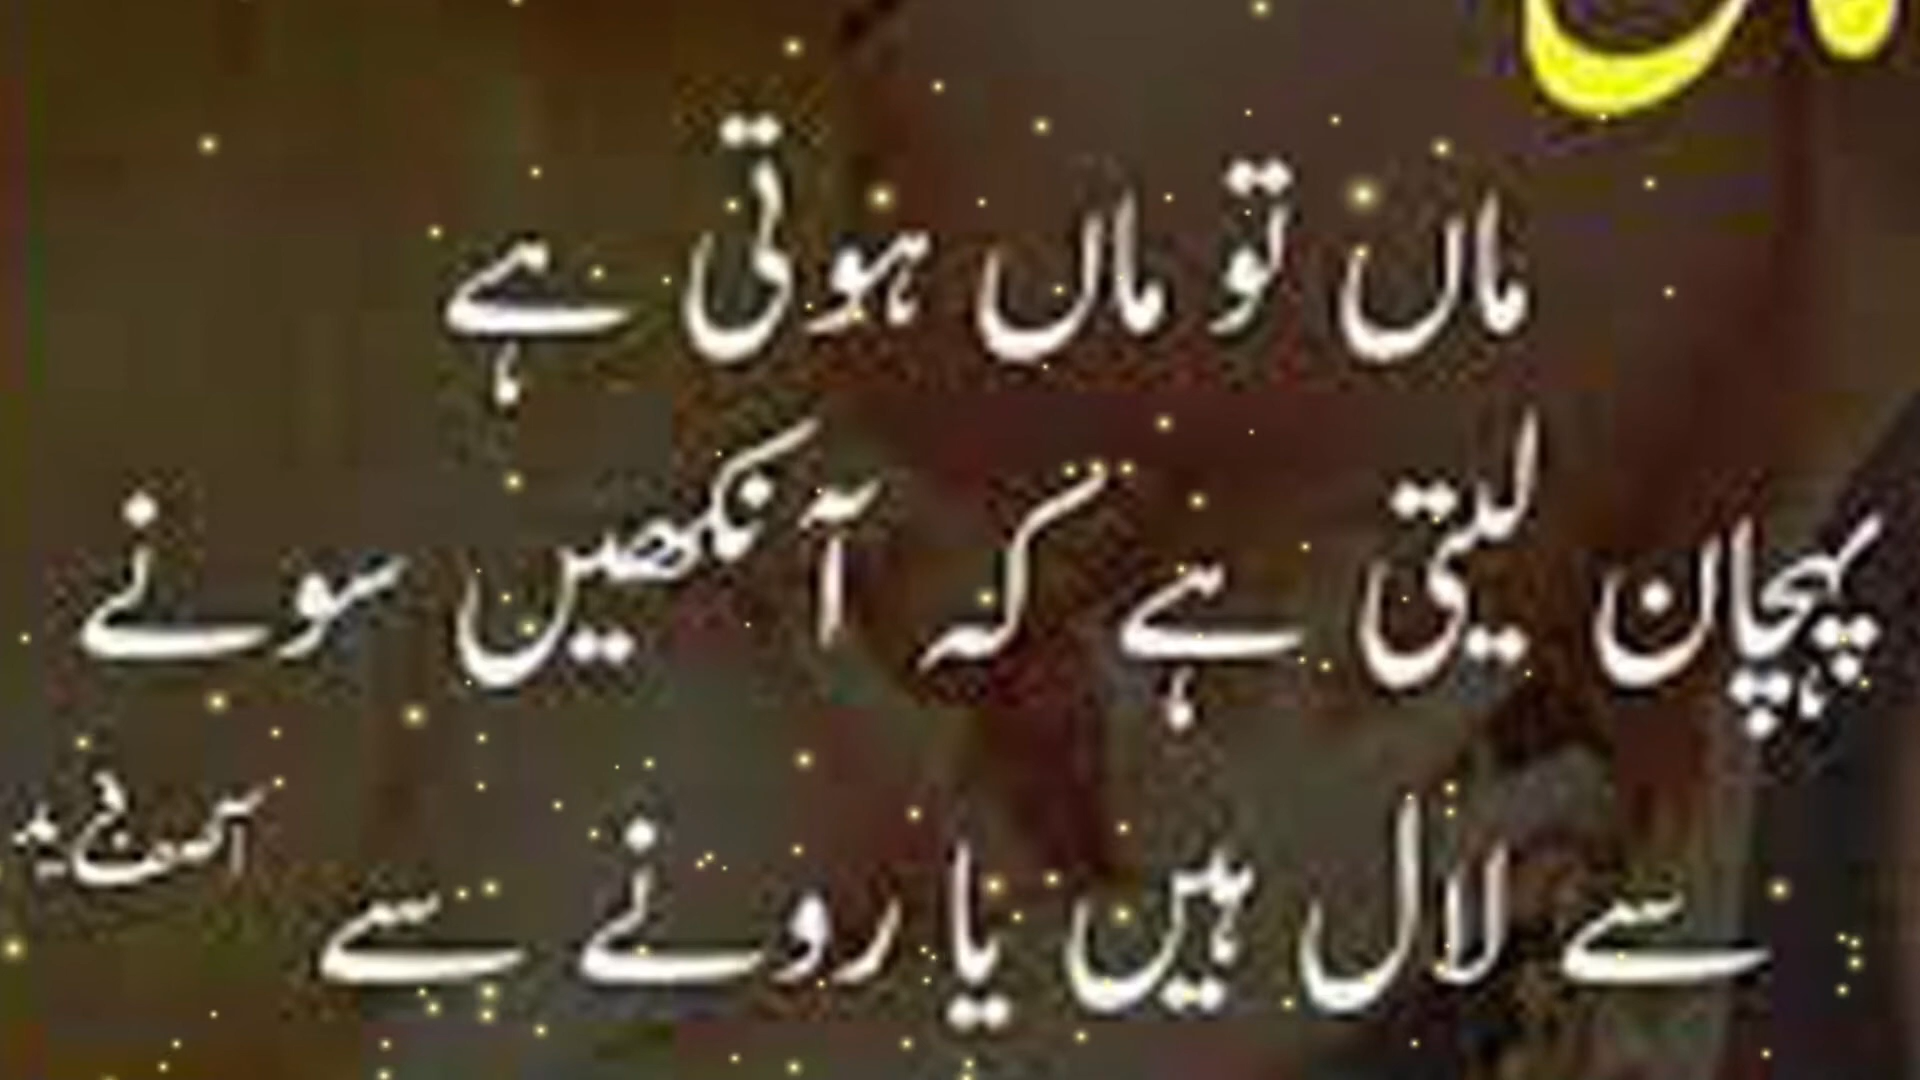 ماں تو ماں ہوتی ہے
پہچان لیتی ہے کہ آنکھیں سونے
سے لال ہیں یا رونے سے